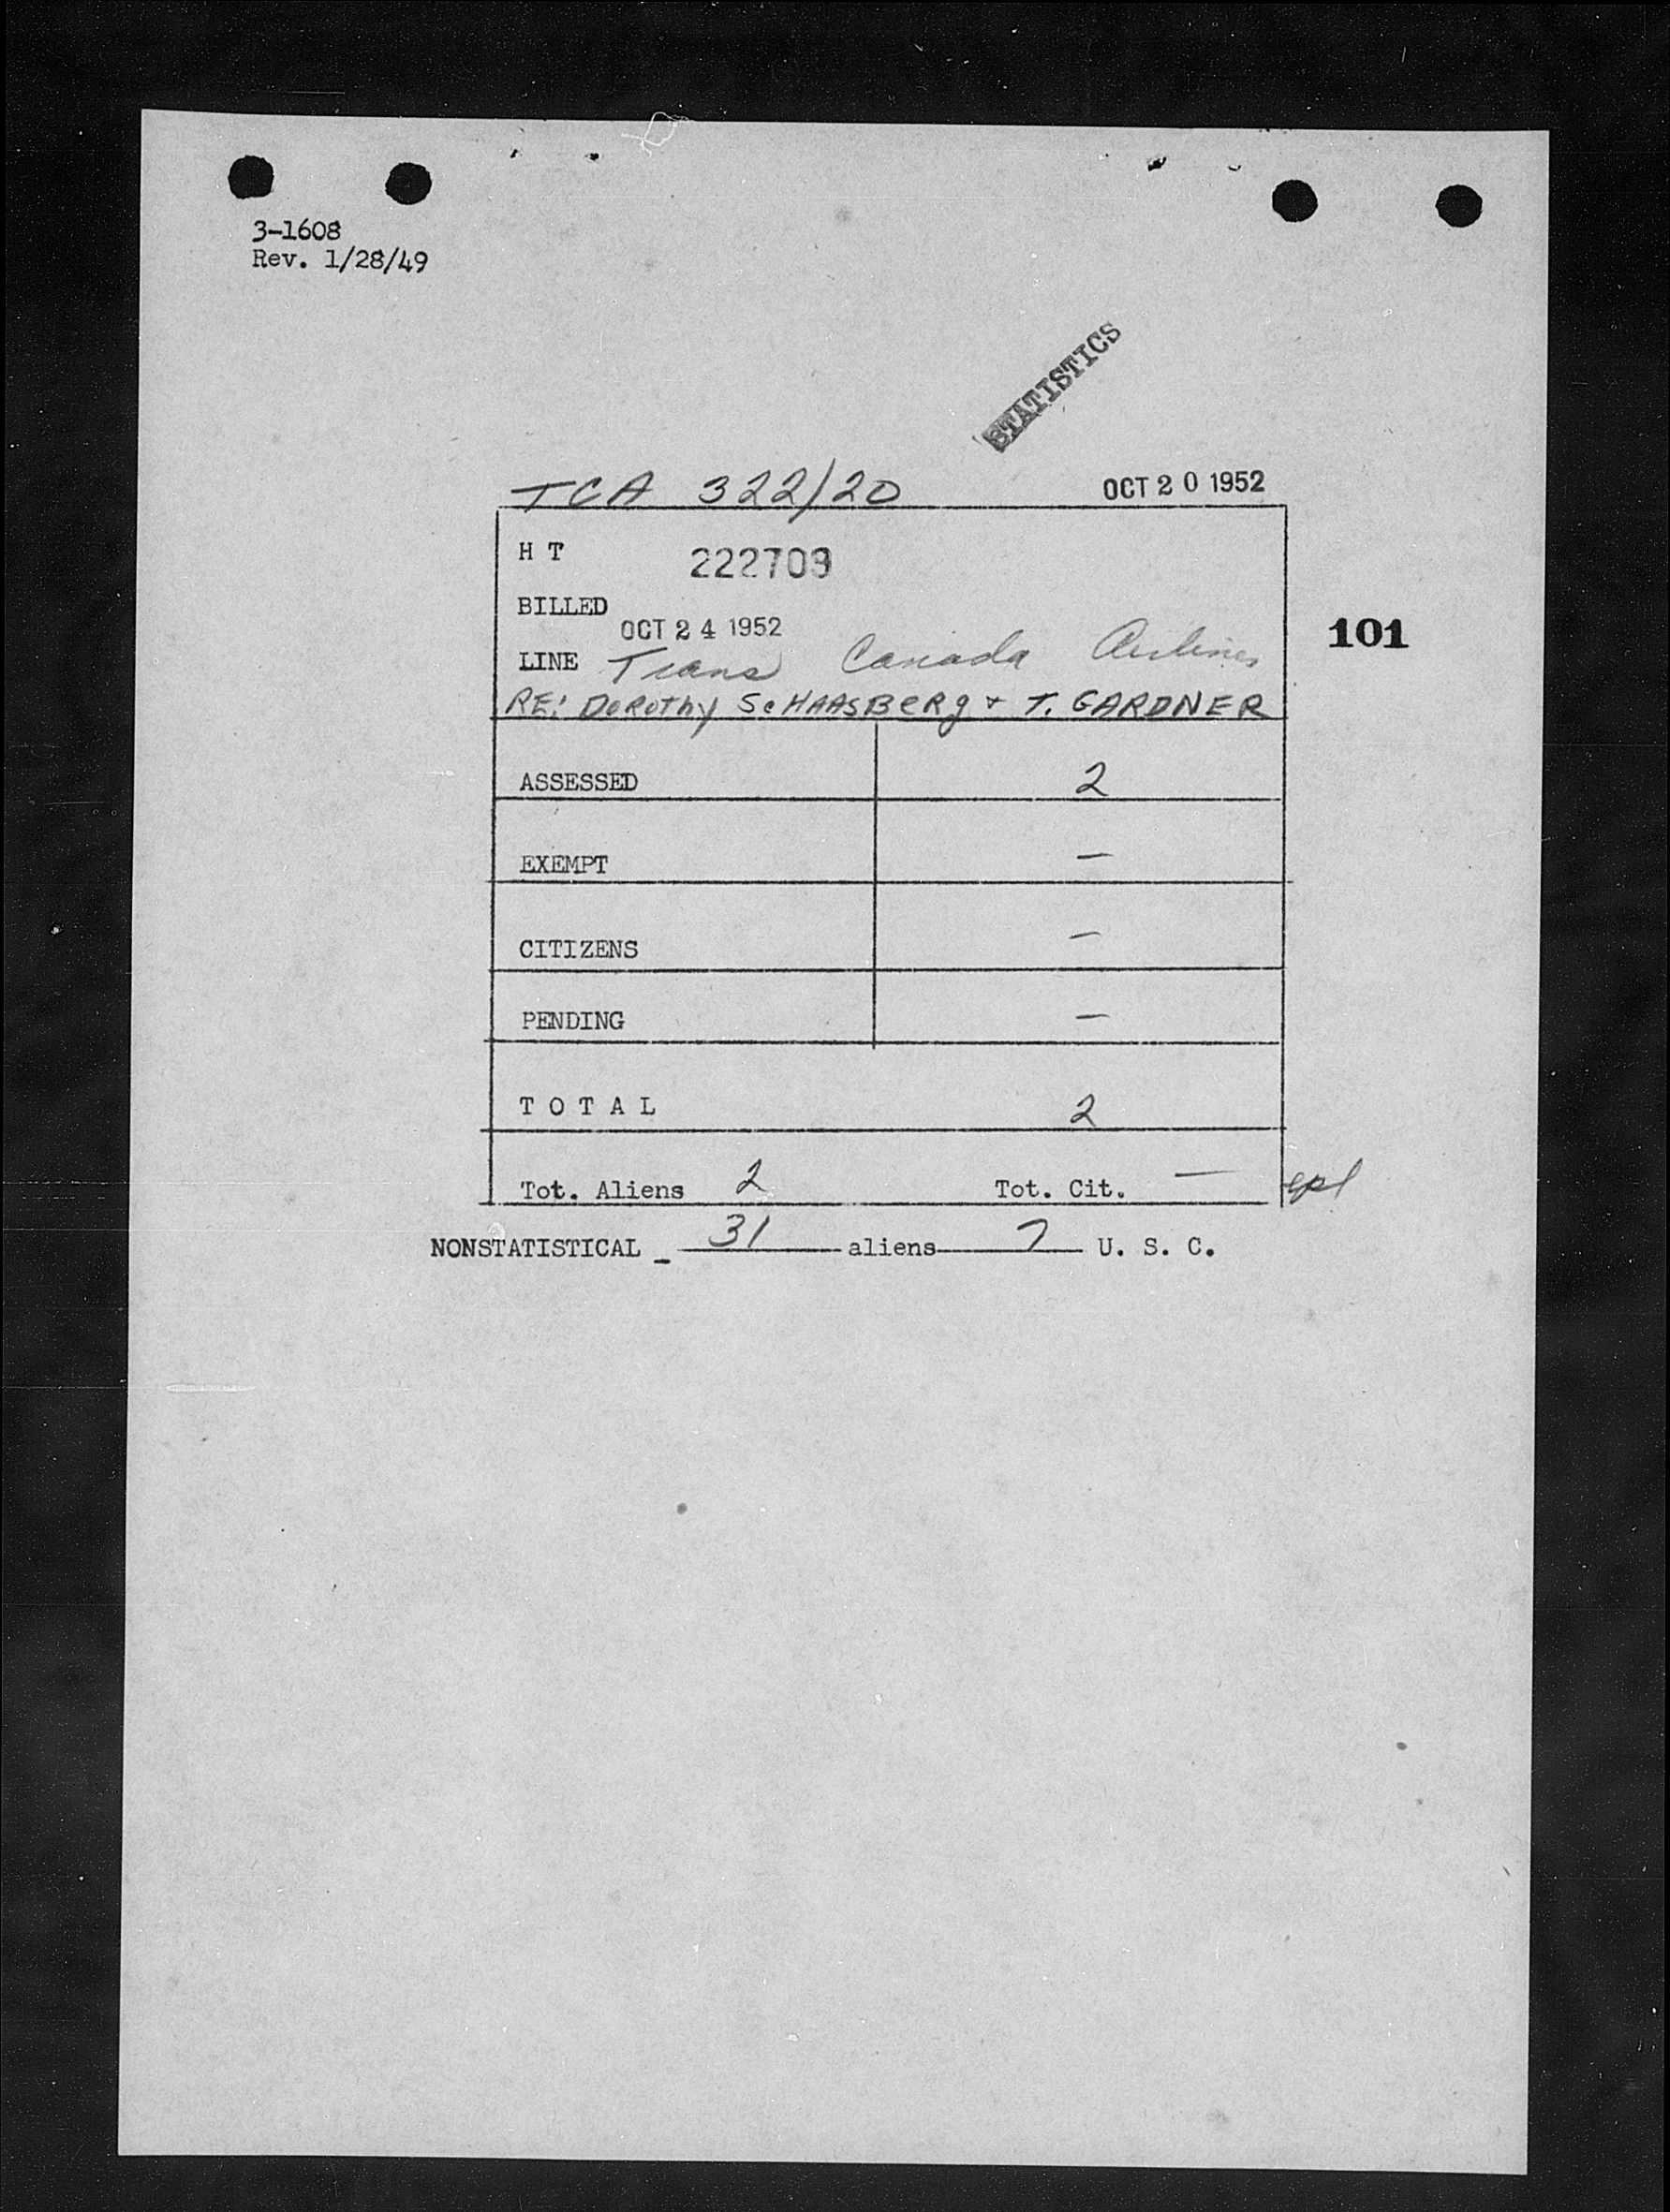 3-1608
Rev. 1/28/49
STATISTICS
TCA 322/20 OCT 20 1952
H T 222709
BILLED
OCT 24 1952
101
LINE Trans Canada Airlines
RE: DOROTHY SCHAASBERG + T. GARDNER
ASSESSED 2
EXEMPT —
CITIZENS —
PENDING —
T O T A L 2
Tot. Aliens 2 Tot. Cit. — epl
NONSTATISTICAL - 31 aliens 7 U. S. C.